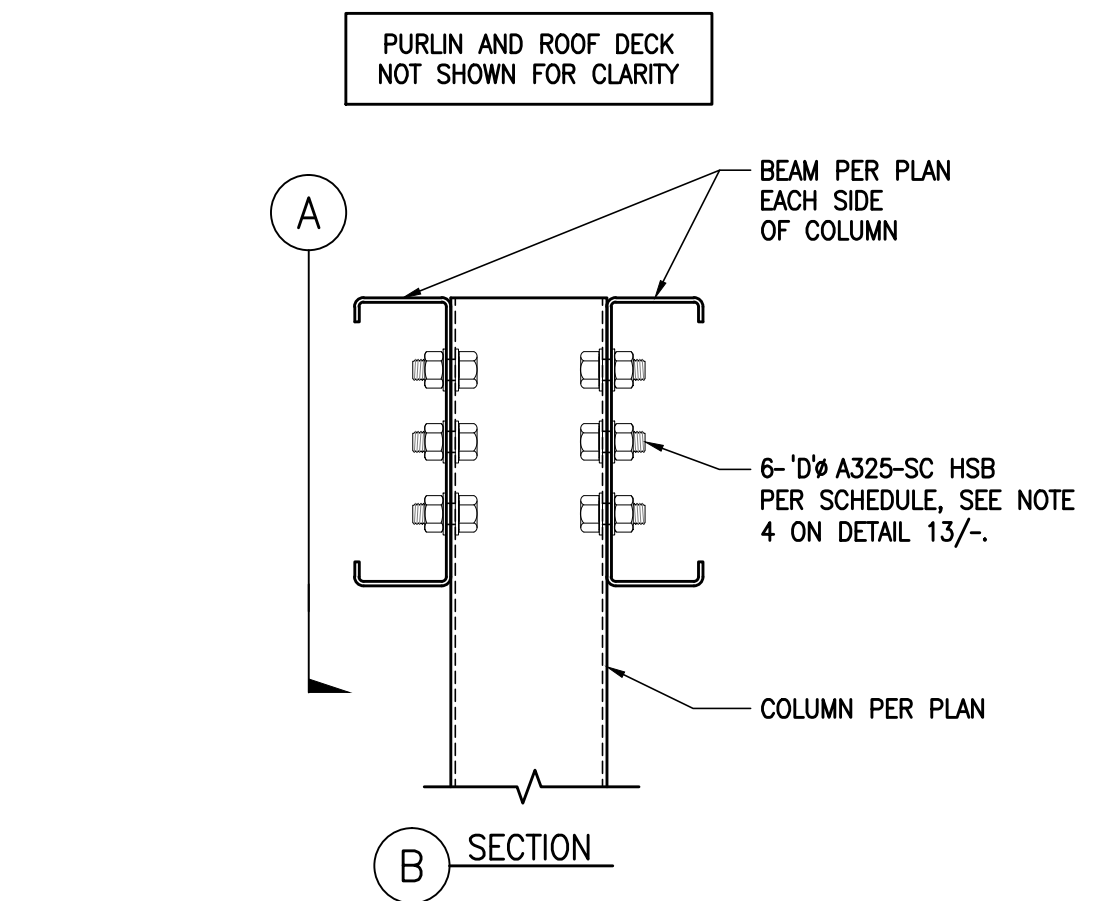 PURLIN AND ROOF DECK
NOT SHOWN FOR CLARITY
A
BEAM PER PLAN
EACH SIDE
OF COLUMN
6-'D'ø A325-SC HSB
PER SCHEDULE, SEE NOTE
4 ON DETAIL 13/-.
COLUMN PER PLAN
B SECTION